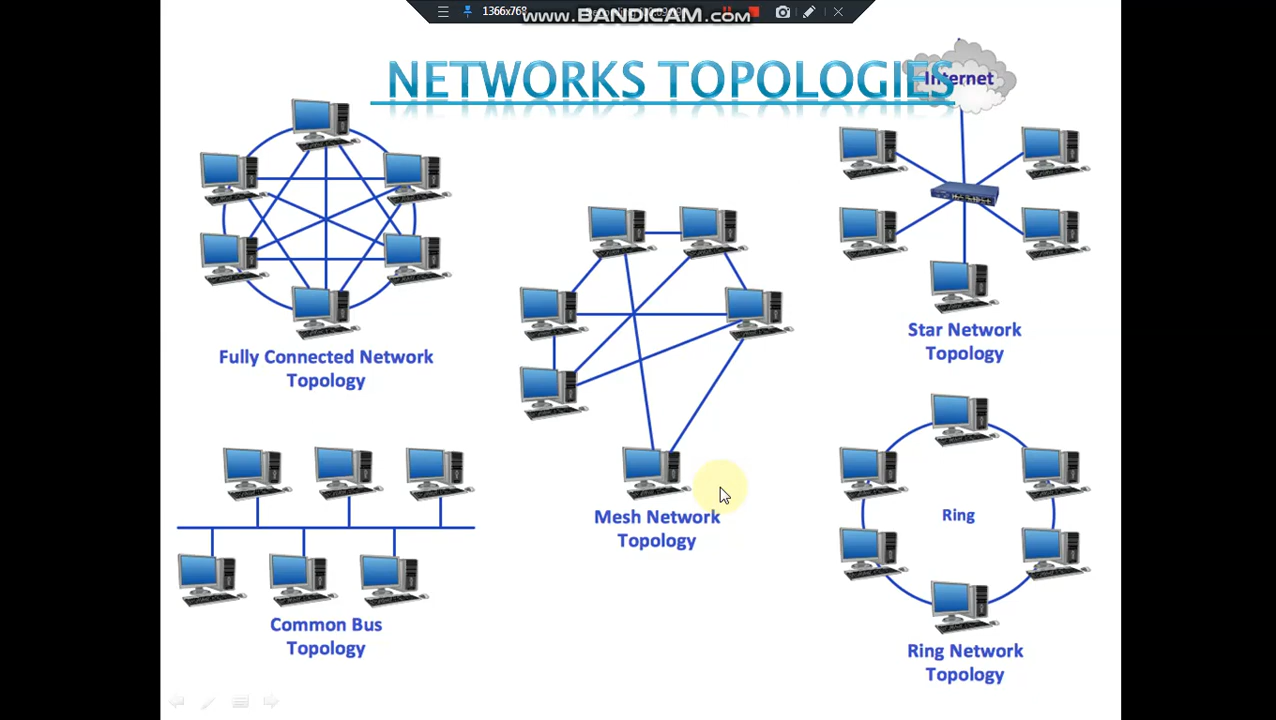 1366x768
www.BANDICAM.com
NETWORKS TOPOLOGIES
Internet
Fully Connected Network
Topology
Star Network
Topology
Mesh Network
Topology
Ring
Common Bus
Topology
Ring Network
Topology